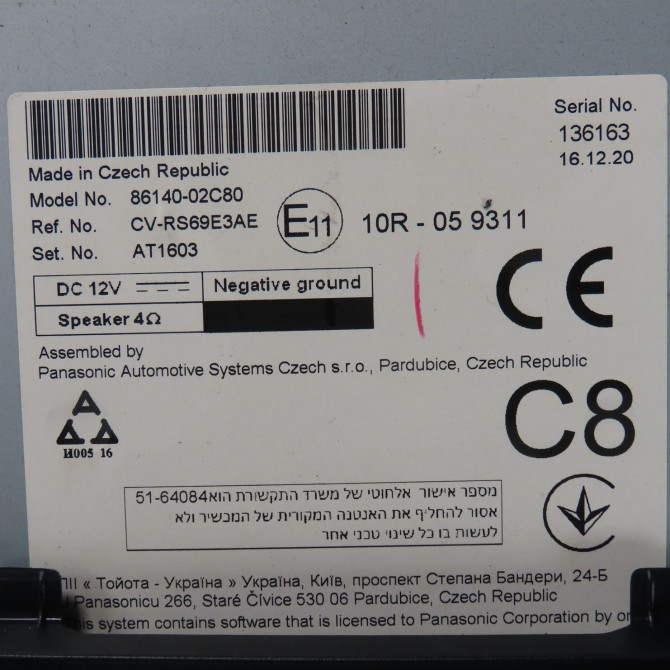 Serial No.
136163
16.12.20
Made in Czech Republic
Model No. 86140-02C80
Ref. No. CV-RS69E3AE
Set. No. AT1603
E11 10R - 05 9311
DC 12V Negative ground
Speaker 4Ω
CE
Assembled by
Panasonic Automotive Systems Czech s.r.o., Pardubice, Czech Republic
C8
И005 16
מספר אישור אלחוטי של משרד התקשורת הוא 51-64084
אסור להחליף את האנטנה המקורית של המכשיר ולא
לעשות בו כל שינוי טכני אחר
« Тойота - Україна » Україна, Київ, проспект Степана Бандери, 24-Б
Panasonicu 266, Staré Čívice 530 06 Pardubice, Czech Republic
system contains software that is licensed to Panasonic Corporation by